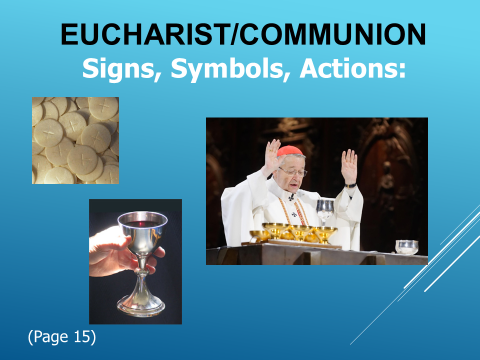 EUCHARIST/COMMUNION
Signs, Symbols, Actions:
(Page 15)